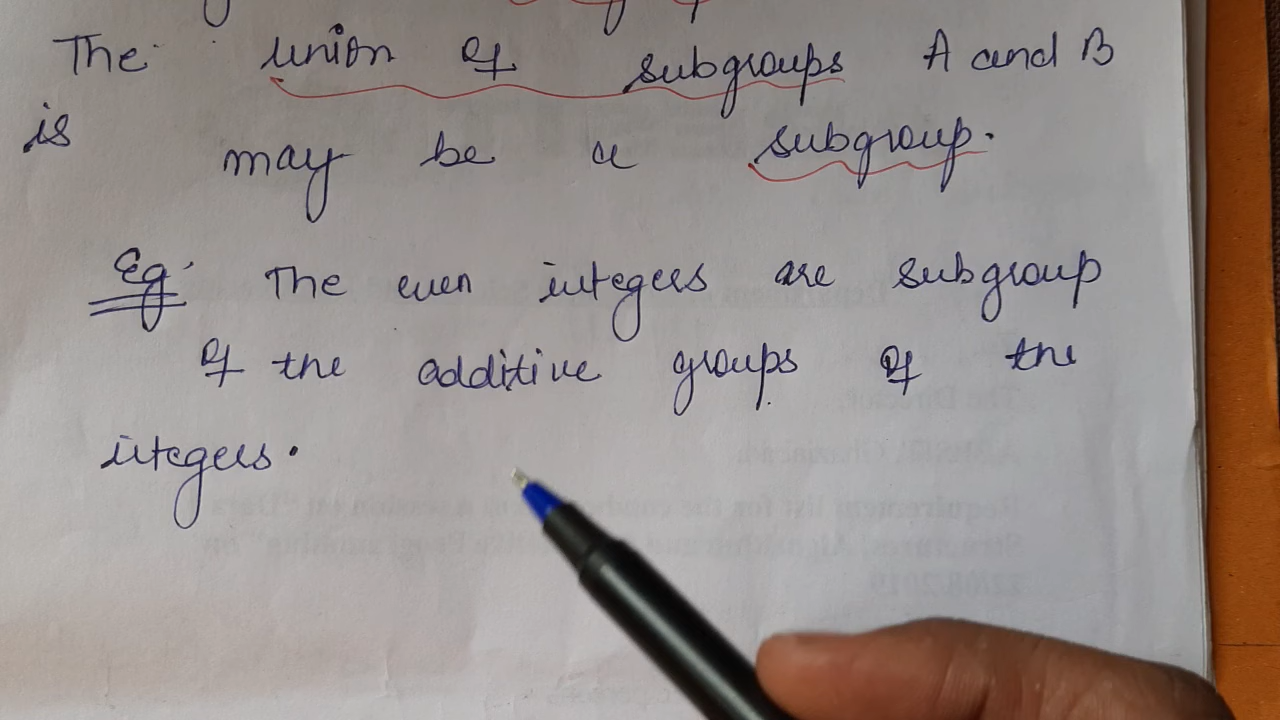 The union of subgroups A and B
is may be a subgroup.
Eg: The even integers are subgroup
of the additive groups of the
integers.